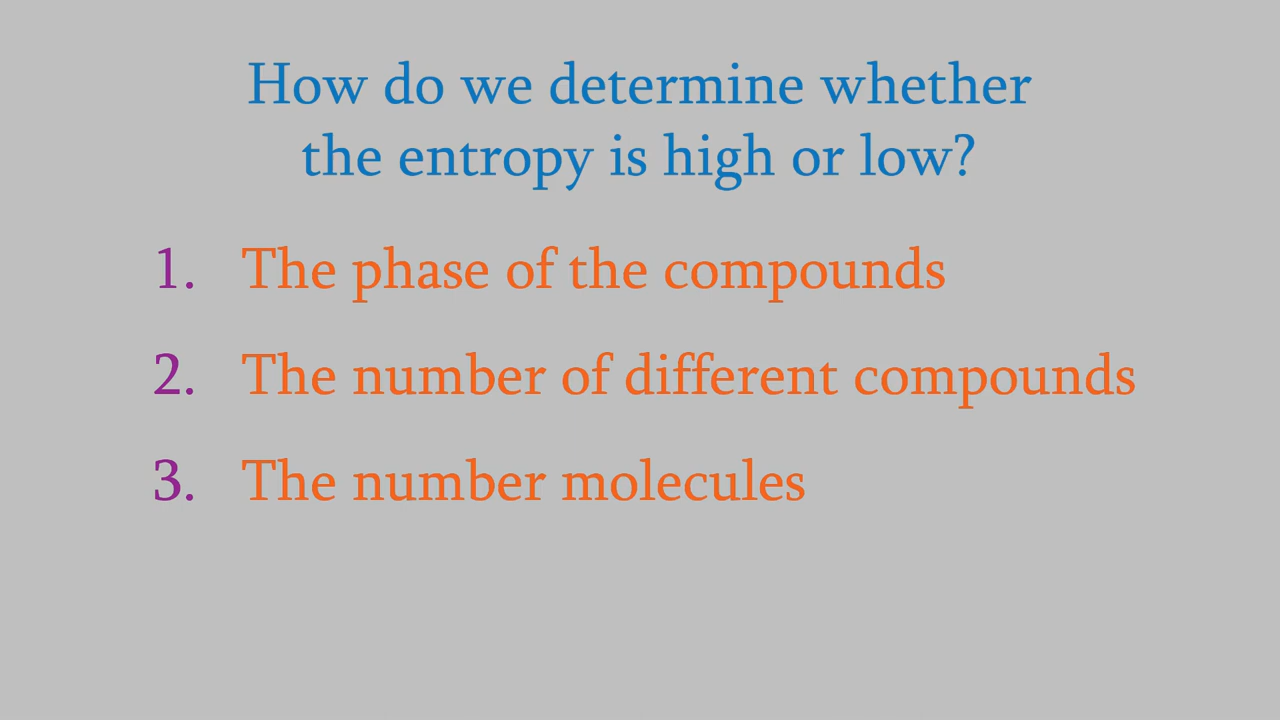 How do we determine whether
the entropy is high or low?
1. The phase of the compounds
2. The number of different compounds
3. The number molecules